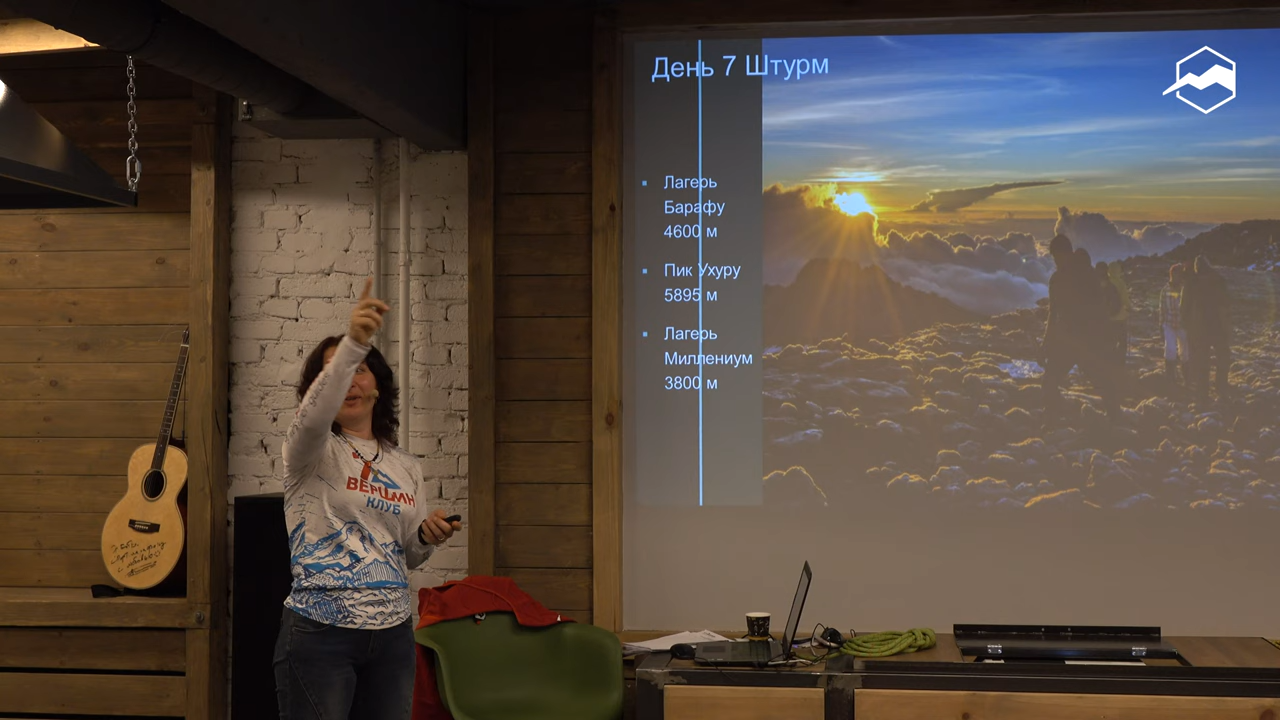 День 7 Штурм
Лагерь
Барафу
4600 м
Пик Ухуру
5895 м
Лагерь
Миллениум
3800 м
ВЕРШИН
КЛУБ